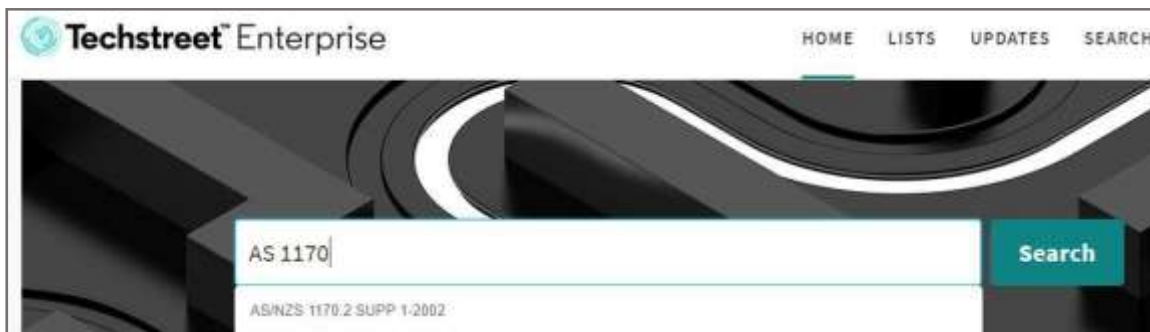 Techstreet™ Enterprise
HOME LISTS UPDATES SEARCH
AS 1170
Search
AS/NZS 1170.2 SUPP 1-2002